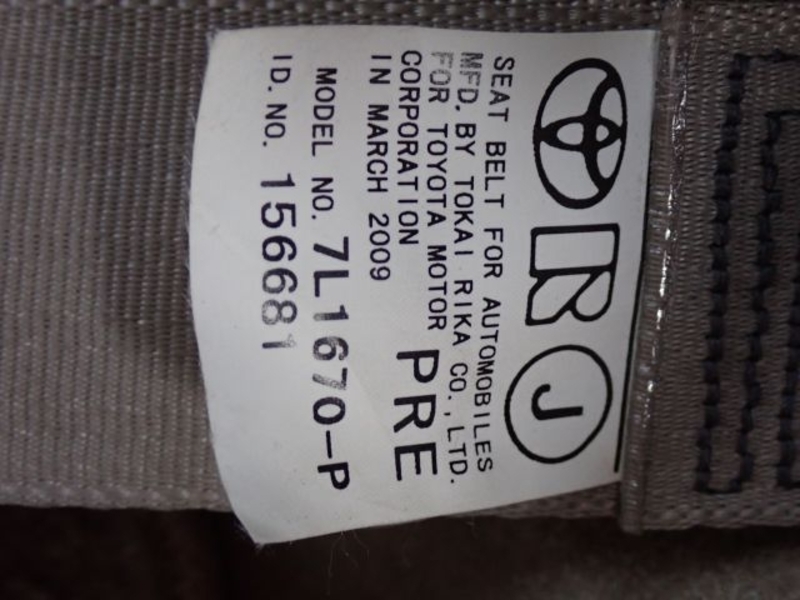 R J
SEAT BELT FOR AUTOMOBILES
MFD. BY TOKAI RIKA CO., LTD.
FOR TOYOTA MOTOR
CORPORATION PRE
IN MARCH 2009
MODEL NO. 7L1670-P
ID. NO. 156681